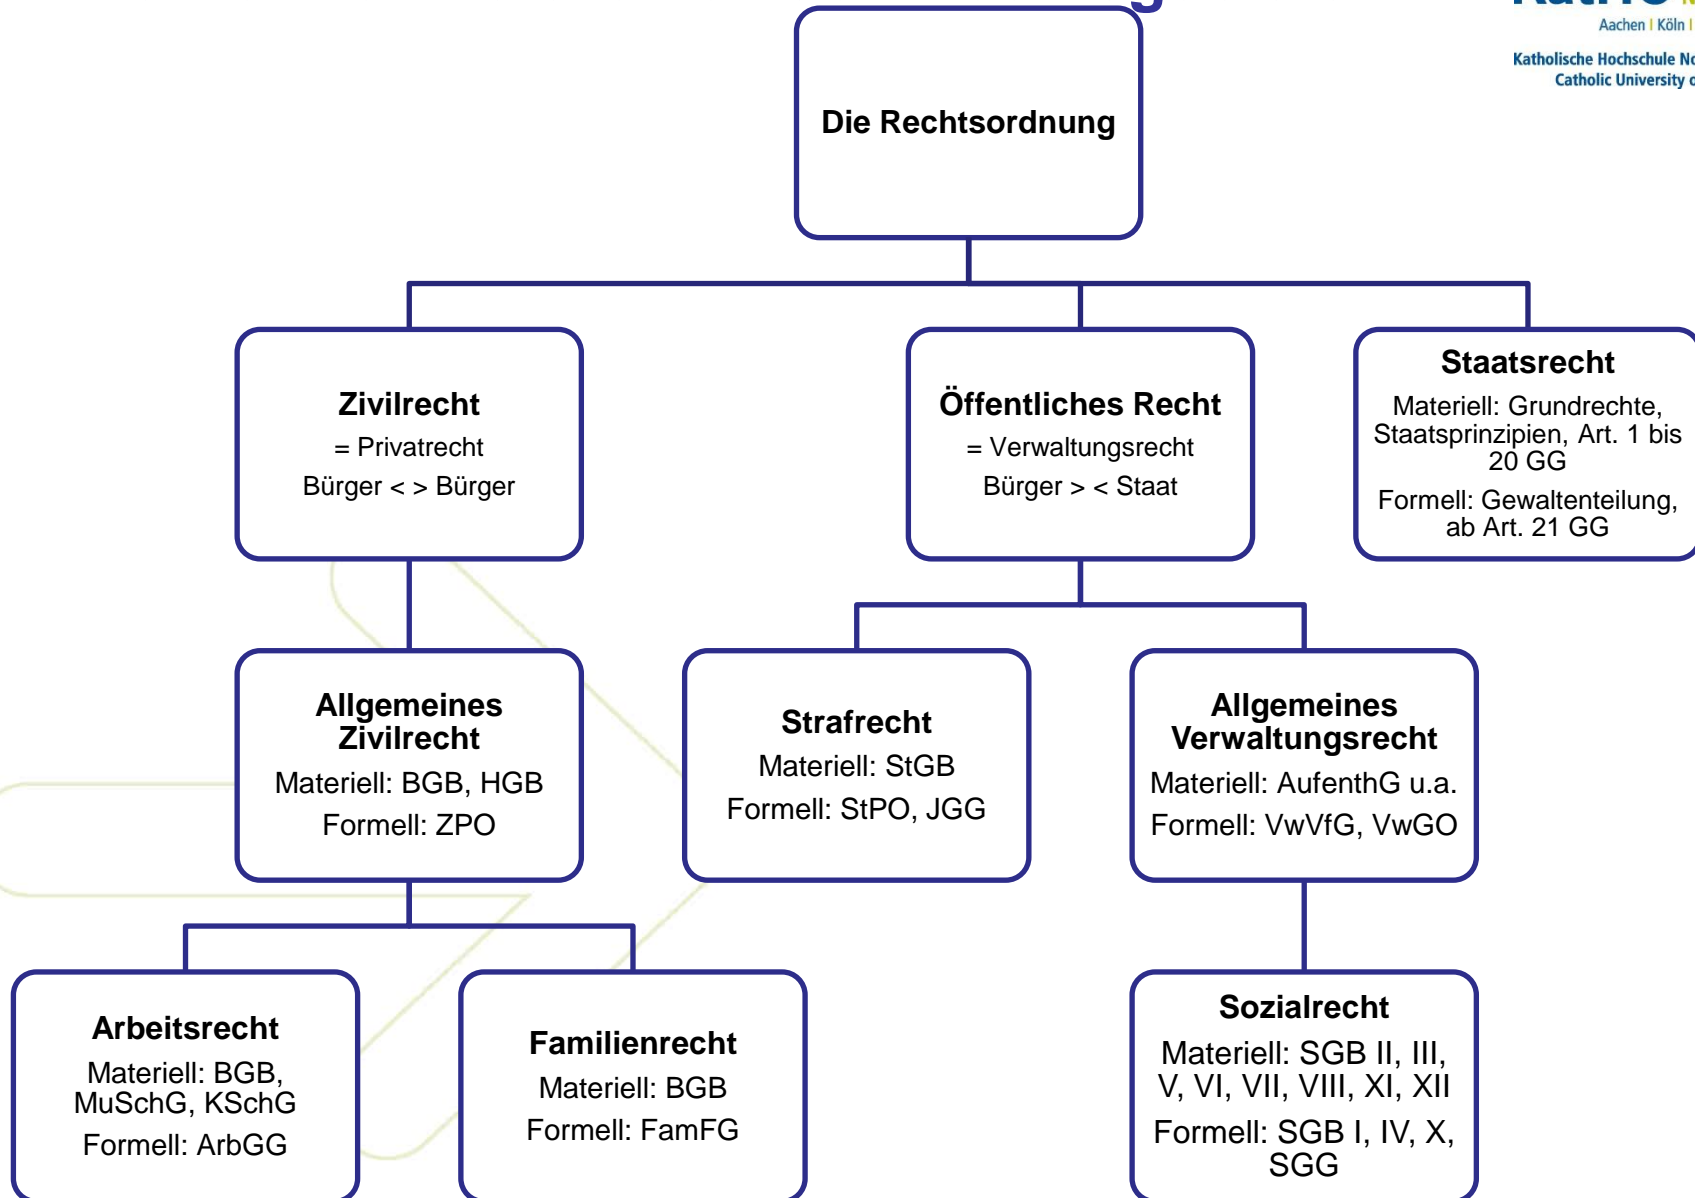 Aachen | Köln |
Katholische Hochschule
Catholic University
Die Rechtsordnung
Zivilrecht
= Privatrecht
Bürger < > Bürger
Öffentliches Recht
= Verwaltungsrecht
Bürger > < Staat
Staatsrecht
Materiell: Grundrechte,
Staatsprinzipien, Art. 1 bis
20 GG
Formell: Gewaltenteilung,
ab Art. 21 GG
Allgemeines
Zivilrecht
Materiell: BGB, HGB
Formell: ZPO
Strafrecht
Materiell: StGB
Formell: StPO, JGG
Allgemeines
Verwaltungsrecht
Materiell: AufenthG u.a.
Formell: VwVfG, VwGO
Arbeitsrecht
Materiell: BGB,
MuSchG, KSchG
Formell: ArbGG
Familienrecht
Materiell: BGB
Formell: FamFG
Sozialrecht
Materiell: SGB II, III,
V, VI, VII, VIII, XI, XII
Formell: SGB I, IV, X,
SGG